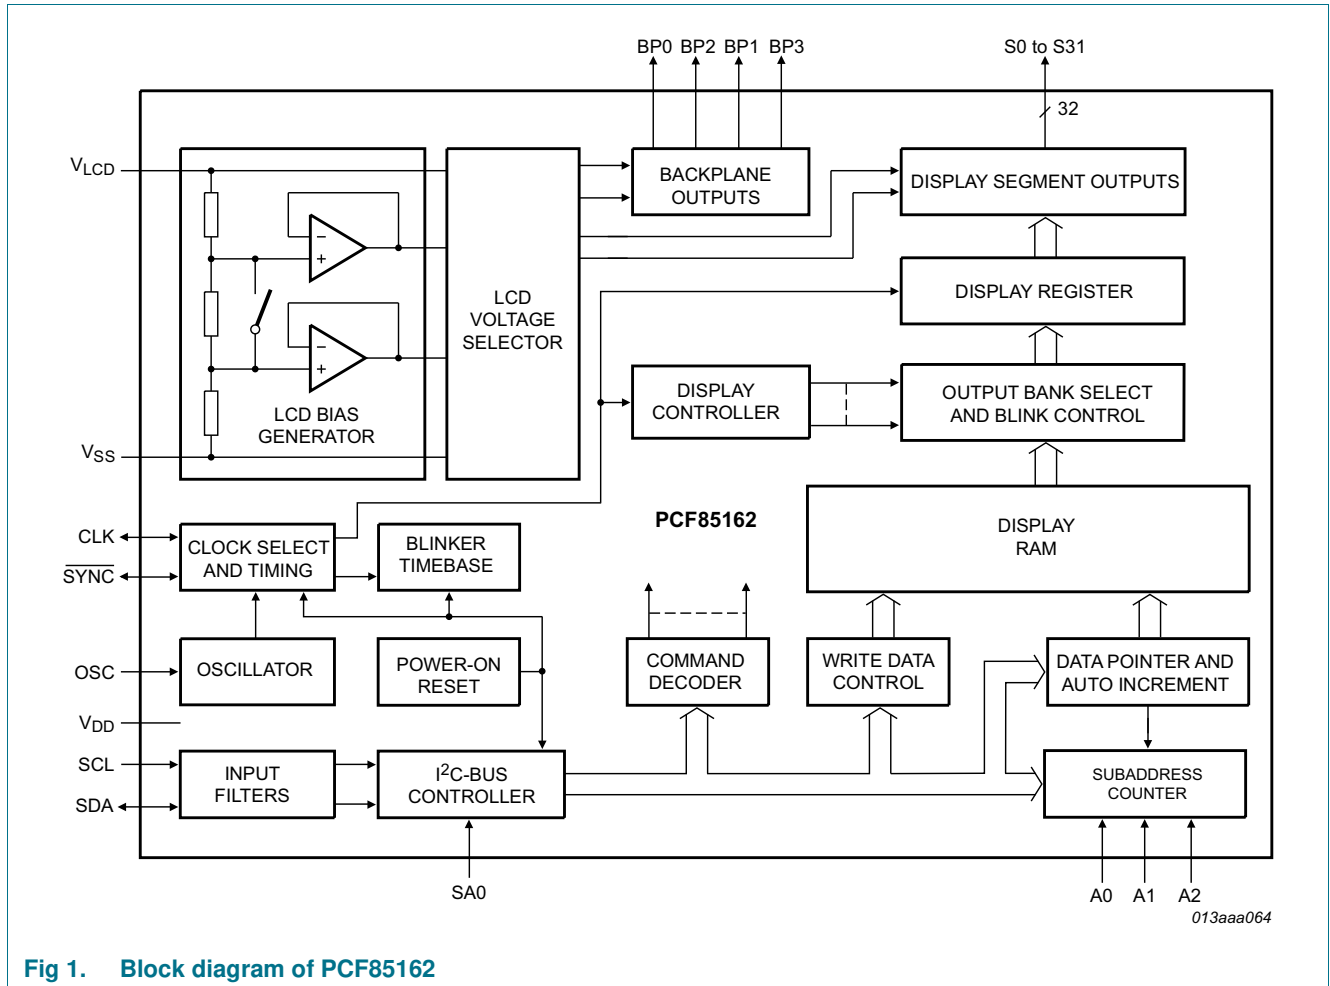 BP0 BP2 BP1 BP3
S0 to S31
32
VLCD
BACKPLANE
OUTPUTS
DISPLAY SEGMENT OUTPUTS
−
+
LCD
VOLTAGE
SELECTOR
DISPLAY REGISTER
−
+
LCD BIAS
GENERATOR
DISPLAY
CONTROLLER
OUTPUT BANK SELECT
AND BLINK CONTROL
VSS
CLK
SYNC
CLOCK SELECT
AND TIMING
BLINKER
TIMEBASE
PCF85162
DISPLAY
RAM
OSC
OSCILLATOR
POWER-ON
RESET
COMMAND
DECODER
WRITE DATA
CONTROL
DATA POINTER AND
AUTO INCREMENT
VDD
SCL
SDA
INPUT
FILTERS
I2C-BUS
CONTROLLER
SUBADDRESS
COUNTER
SA0
A0 A1 A2
013aaa064
Fig 1. Block diagram of PCF85162